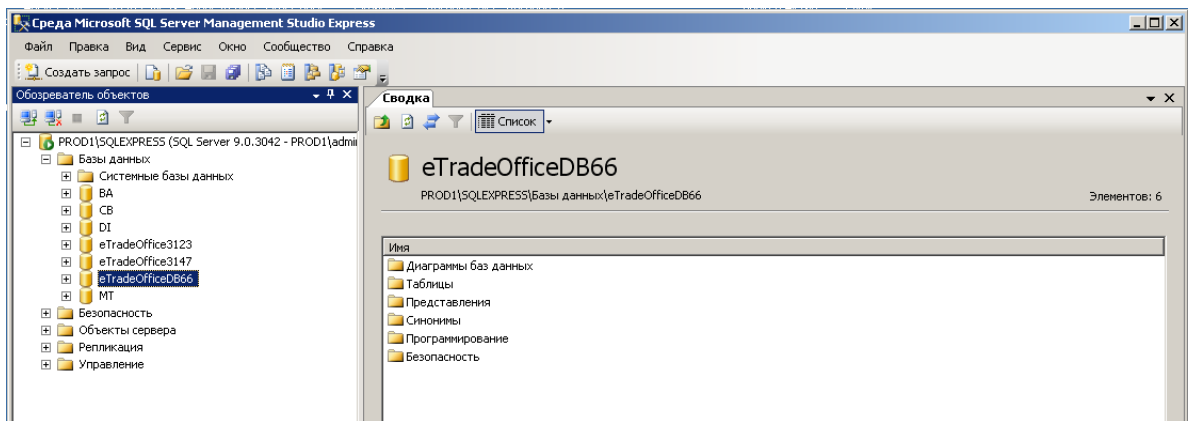 Среда Microsoft SQL Server Management Studio Express
Файл Правка Вид Сервис Окно Сообщество Справка
Создать запрос
Обозреватель объектов
Сводка
Список
PROD1\SQLEXPRESS (SQL Server 9.0.3042 - PROD1\admi
Базы данных
Системные базы данных
BA
CB
DI
eTradeOffice3123
eTradeOffice3147
eTradeOfficeDB66
MT
Безопасность
Объекты сервера
Репликация
Управление
eTradeOfficeDB66
PROD1\SQLEXPRESS\Базы данных\eTradeOfficeDB66
Элементов: 6
Имя
Диаграммы баз данных
Таблицы
Представления
Синонимы
Программирование
Безопасность